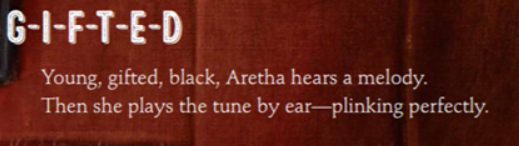 G-I-F-T-E-D
Young, gifted, black, Aretha hears a melody.
Then she plays the tune by ear—plinking perfectly.